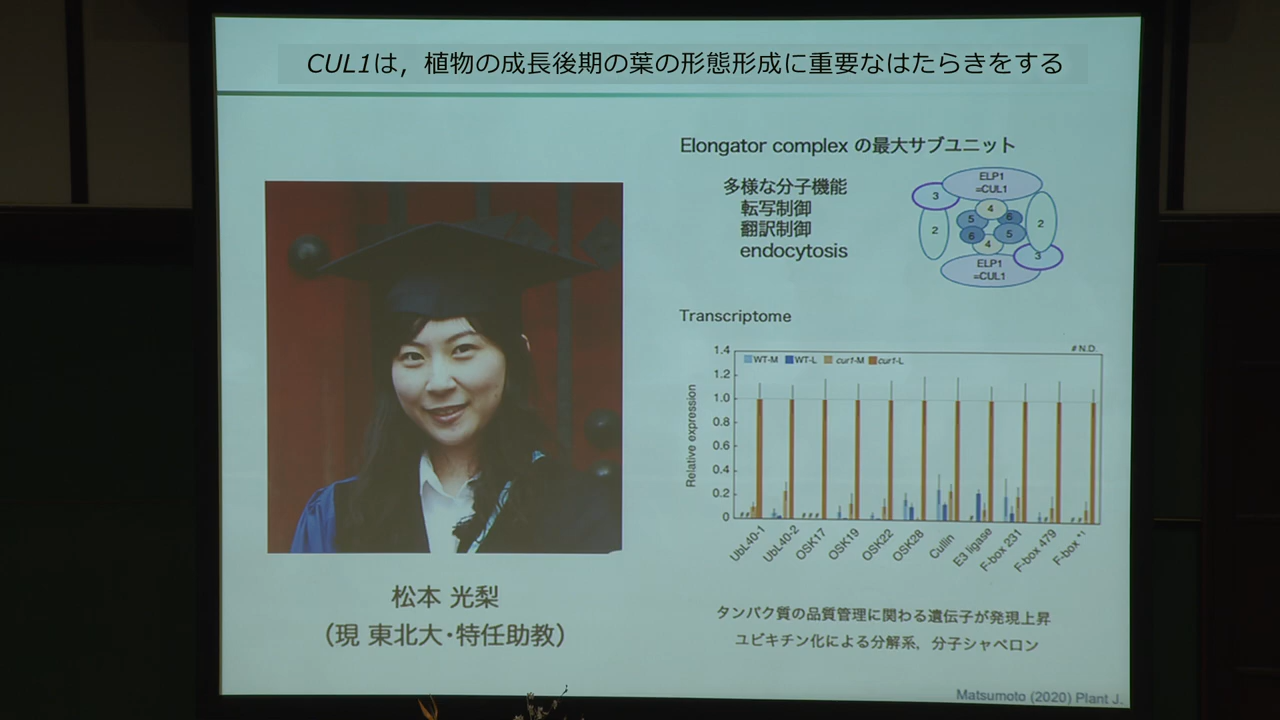 CUL1は，植物の成長後期の葉の形態形成に重要なはたらきをする
Elongator complex の最大サブユニット
多様な分子機能
転写制御
翻訳制御
endocytosis
ELP1
=CUL1
3
4
5
6
2
2
6
5
4
3
ELP1
=CUL1
Transcriptome
# N.D.
WT-M WT-L cur1-M cur1-L
Relative expression
1.4
1.2
1.0
0.8
0.6
0.4
0.2
0
UbL40-1
UbL40-2
OSK17
OSK19
OSK22
OSK28
Cullin
E3 ligase
F-box 231
F-box 479
F-box
松本 光梨
（現 東北大・特任助教）
タンパク質の品質管理に関わる遺伝子が発現上昇
ユビキチン化による分解系，分子シャペロン
Matsumoto (2020) Plant J.